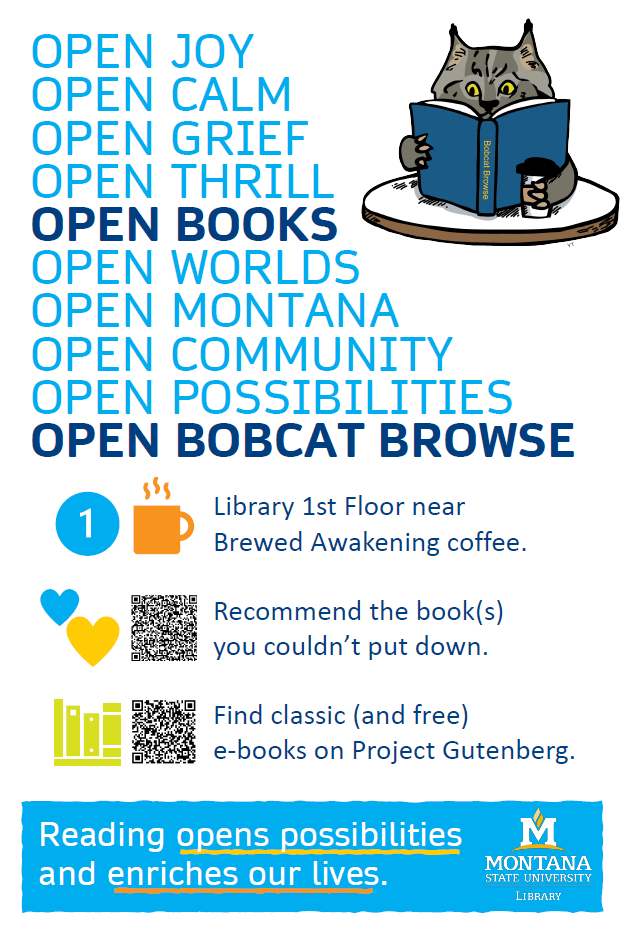 OPEN JOY
OPEN CALM
OPEN GRIEF
OPEN THRILL
OPEN BOOKS
OPEN WORLDS
OPEN MONTANA
OPEN COMMUNITY
OPEN POSSIBILITIES
OPEN BOBCAT BROWSE
Bobcat Browse
1
Library 1st Floor near
Brewed Awakening coffee.
Recommend the book(s)
you couldn’t put down.
Find classic (and free)
e-books on Project Gutenberg.
Reading opens possibilities
and enriches our lives.
M
MONTANA
STATE UNIVERSITY
LIBRARY